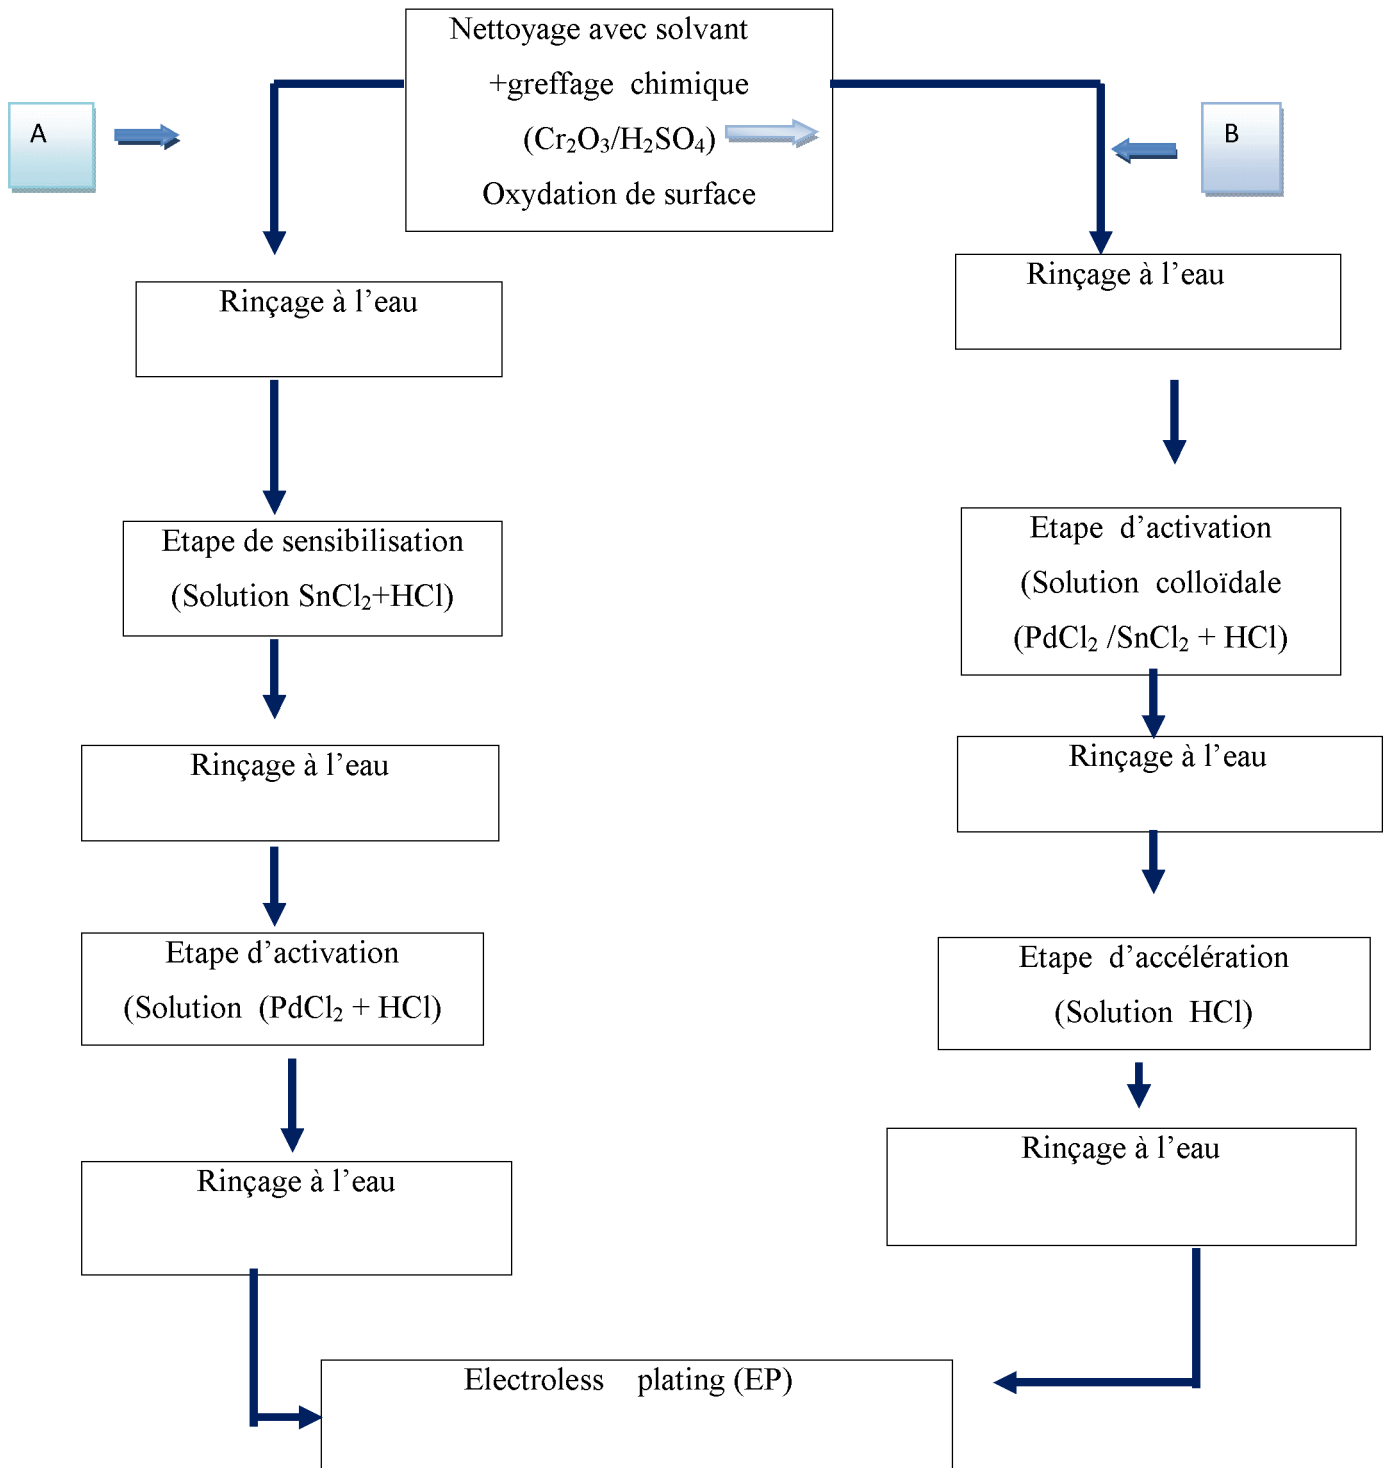 Nettoyage avec solvant
+greffage chimique
(Cr₂O₃/H₂SO₄)
Oxydation de surface
A
B
Rinçage à l’eau
Etape de sensibilisation
(Solution SnCl₂+HCl)
Rinçage à l’eau
Etape d’activation
(Solution (PdCl₂ + HCl)
Rinçage à l’eau
Rinçage à l’eau
Etape d’activation
(Solution colloïdale
(PdCl₂ /SnCl₂ + HCl)
Rinçage à l’eau
Etape d’accélération
(Solution HCl)
Rinçage à l’eau
Electroless plating (EP)